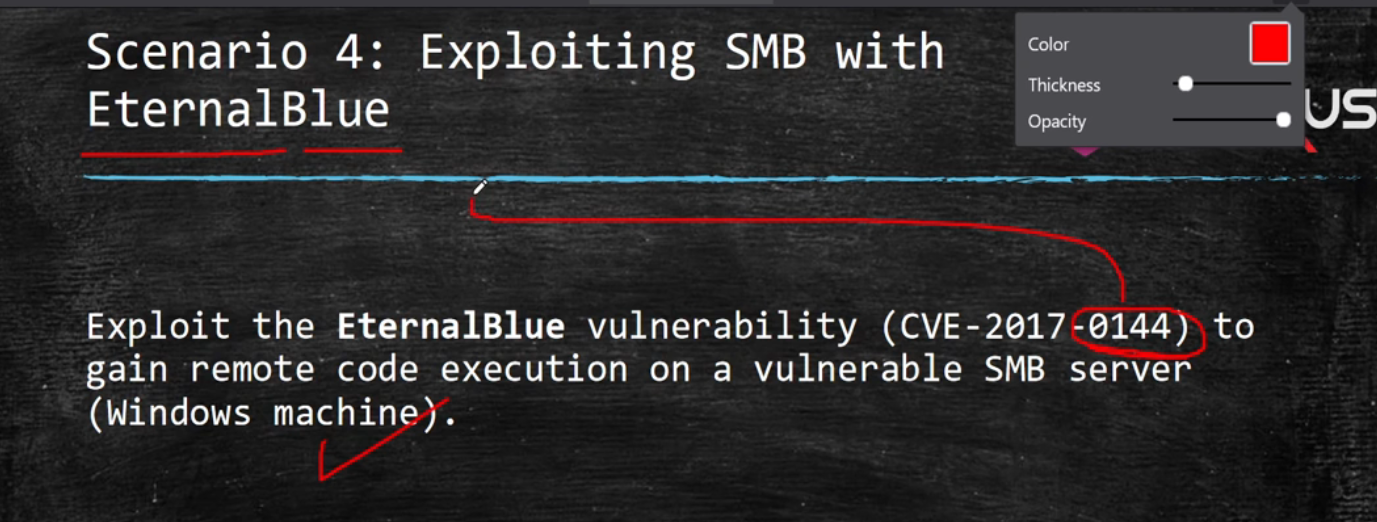 Scenario 4: Exploiting SMB with
EternalBlue
Color
Thickness
Opacity
US
Exploit the EternalBlue vulnerability (CVE-2017-0144) to
gain remote code execution on a vulnerable SMB server
(Windows machine).